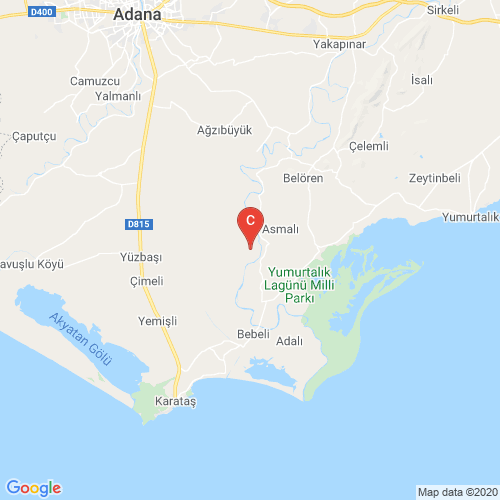 Sirkeli
D400
Adana
Yakapınar
Camuzcu
İsalı
Yalmanlı
Ağzıbüyük
Çaputçu
Çelemli
Belören
Zeytinbeli
C
Yumurtalık
D815
Asmalı
Yüzbaşı
avuşlu Köyü
Yumurtalık
Lagünü Milli
Parkı
Çimeli
Akyatan Gölü
Yemişli
Bebeli
Adalı
Karataş
Google
Map data ©2020